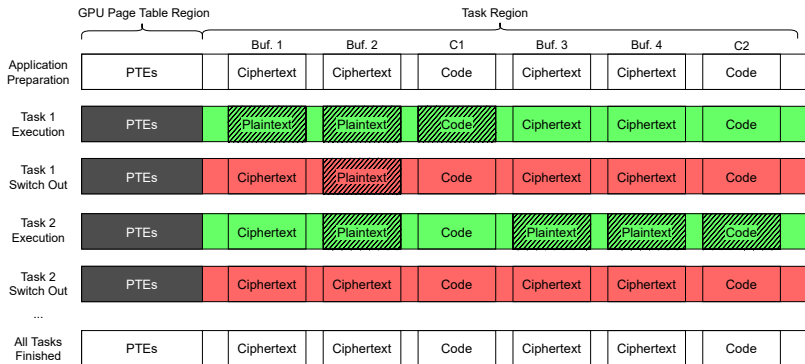 GPU Page Table Region Task Region
Buf. 1 Buf. 2 C1 Buf. 3 Buf. 4 C2
Application
Preparation
PTEs Ciphertext Ciphertext Code Ciphertext Ciphertext Code
Task 1
Execution
PTEs Plaintext Plaintext Code Ciphertext Ciphertext Code
Task 1
Switch Out
PTEs Ciphertext Plaintext Code Ciphertext Ciphertext Code
Task 2
Execution
PTEs Ciphertext Plaintext Code Plaintext Plaintext Code
Task 2
Switch Out
PTEs Ciphertext Ciphertext Code Ciphertext Ciphertext Code
...
All Tasks
Finished
PTEs Ciphertext Ciphertext Code Ciphertext Ciphertext Code